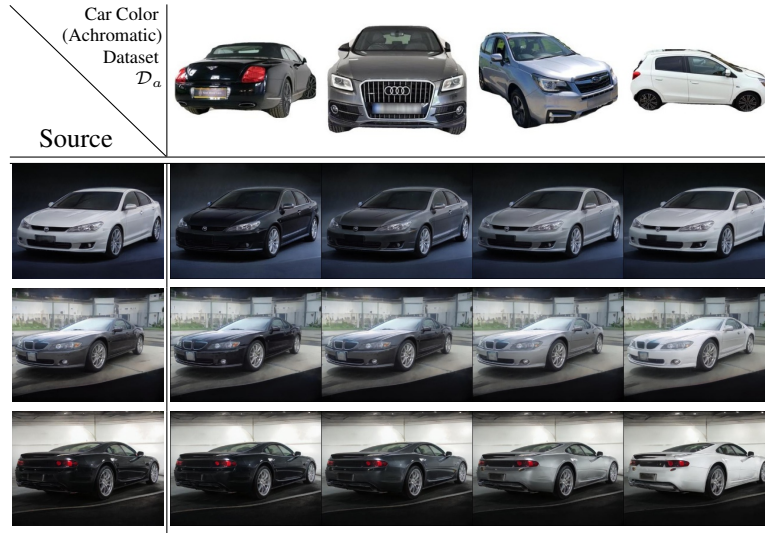 Car Color
(Achromatic)
Dataset
𝒟ₐ
Source